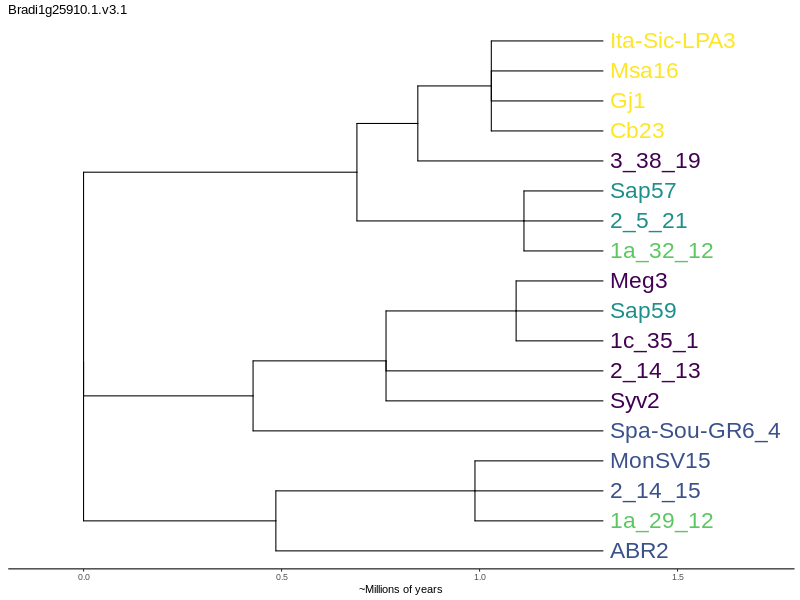 Bradi1g25910.1.v3.1
Ita-Sic-LPA3
Msa16
Gj1
Cb23
3_38_19
Sap57
2_5_21
1a_32_12
Meg3
Sap59
1c_35_1
2_14_13
Syv2
Spa-Sou-GR6_4
MonSV15
2_14_15
1a_29_12
ABR2
0.0 0.5 1.0 1.5
~Millions of years